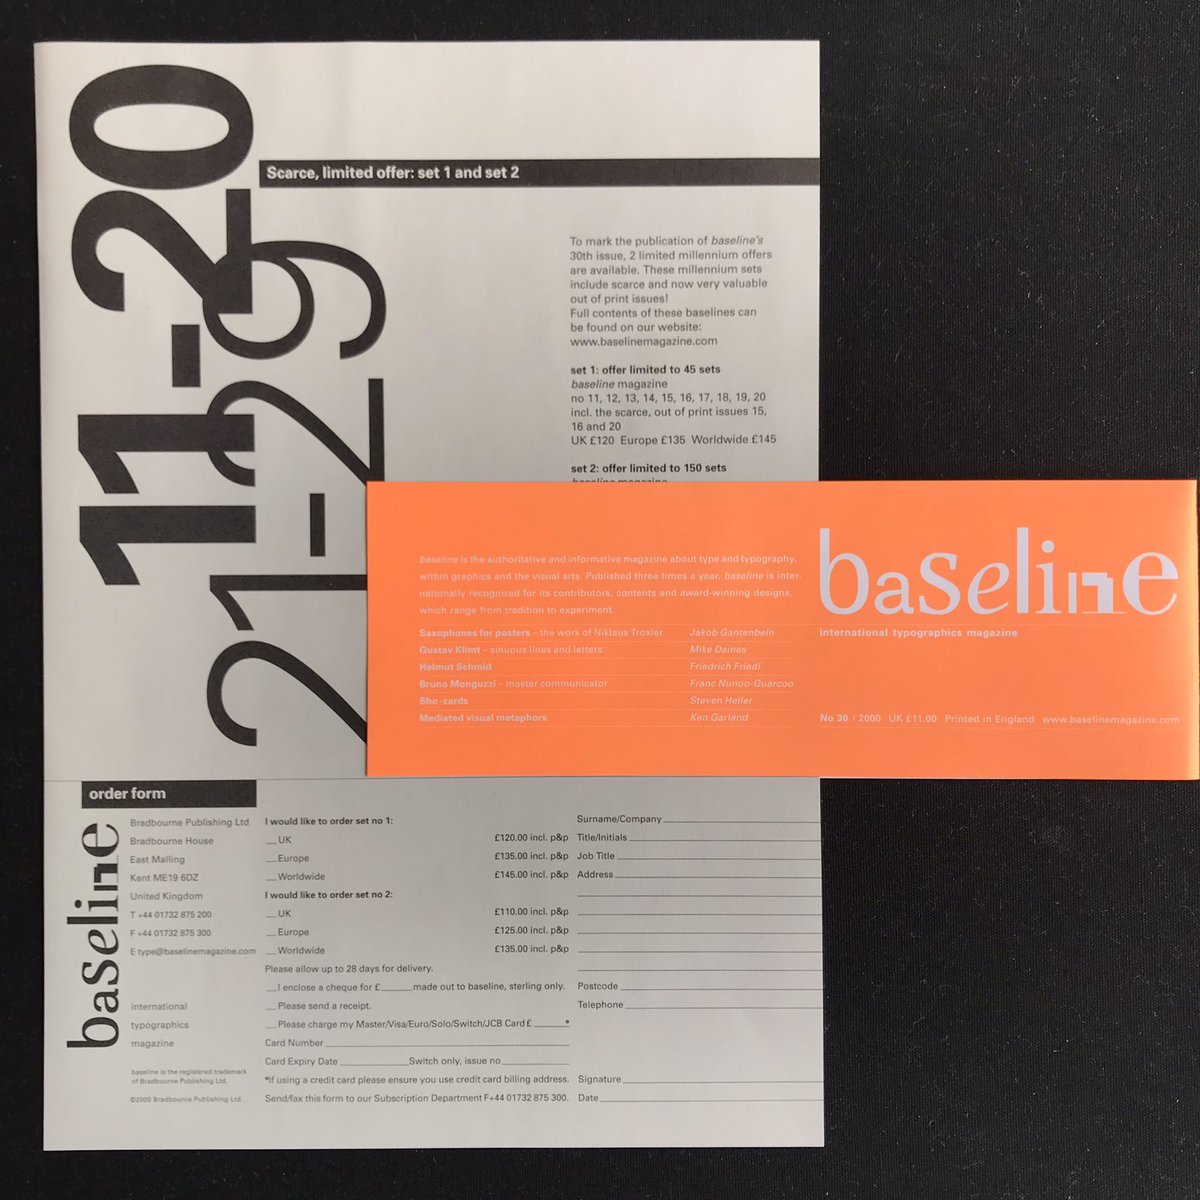 11-20
21-29
Scarce, limited offer: set 1 and set 2
To mark the publication of baseline's
30th issue, 2 limited millennium offers
are available. These millennium sets
include scarce and now very valuable
out of print issues!
Full contents of these baselines can
be found on our website:
www.baselinemagazine.com
set 1: offer limited to 45 sets
baseline magazine
no 11, 12, 13, 14, 15, 16, 17, 18, 19, 20
incl. the scarce, out of print issues 15,
16 and 20
UK £120 Europe £135 Worldwide £145
set 2: offer limited to 150 sets
baseline magazine
baseline is the authoritative and informative magazine about type and typography,
within graphics and the visual arts. Published three times a year, baseline is inter-
nationally recognized for its contributors, contents and award-winning designs,
which range from tradition to experiment.
Saxophones for posters – the work of Niklaus Troxler Jakob Gantenbein
Gustav Klimt – sinuous lines and letters Mike Daines
Helmut Schmid Friedrich Friedl
Bruno Monguzzi – master communicator Franc Nunoo-Quarcoo
Sho-cards Steven Heller
Mediated visual metaphors Ken Garland
baseline
international typographics magazine
No 30 | 2000 UK £11.00 Printed in England www.baselinemagazine.com
order form
baseline
Bradbourne Publishing Ltd
Bradbourne House
East Malling
Kent ME19 6DZ
United Kingdom
T +44 01732 875 200
F +44 01732 875 300
E type@baselinemagazine.com
international
typographics
magazine
baseline is the registered trademark
of Bradbourne Publishing Ltd.
©2000 Bradbourne Publishing Ltd.
I would like to order set no 1:
__UK £120.00 incl. p&p
__Europe £135.00 incl. p&p
__Worldwide £145.00 incl. p&p
I would like to order set no 2:
__UK £110.00 incl. p&p
__Europe £125.00 incl. p&p
__Worldwide £135.00 incl. p&p
Please allow up to 28 days for delivery.
__I enclose a cheque for £______made out to baseline, sterling only.
__Please send a receipt.
__Please charge my Master/Visa/Euro/Solo/Switch/JCB Card £_______*
Card Number
Card Expiry Date____________Switch only, issue no____________
*If using a credit card please ensure you use credit card billing address.
Send/fax this form to our Subscription Department F+44 01732 875 300.
Surname/Company
Title/Initials
Job Title
Address
Postcode
Telephone
Signature
Date